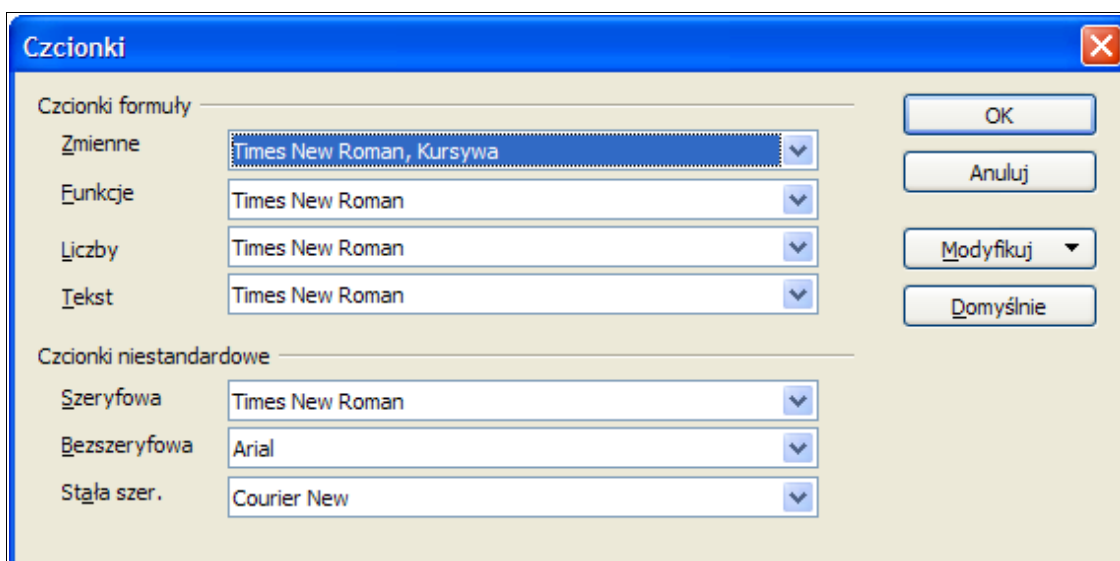 Czcionki
Czcionki formuły
OK
Zmienne Times New Roman, Kursywa
Anuluj
Funkcje Times New Roman
Liczby Times New Roman
Modyfikuj
Tekst Times New Roman
Domyślnie
Czcionki niestandardowe
Szeryfowa Times New Roman
Bezszeryfowa Arial
Stała szer. Courier New